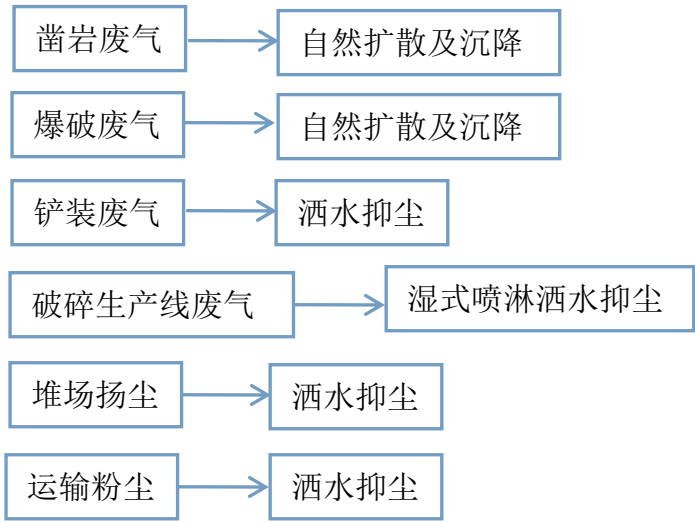 凿岩废气
自然扩散及沉降
爆破废气
自然扩散及沉降
铲装废气
洒水抑尘
破碎生产线废气
湿式喷淋洒水抑尘
堆场扬尘
洒水抑尘
运输粉尘
洒水抑尘